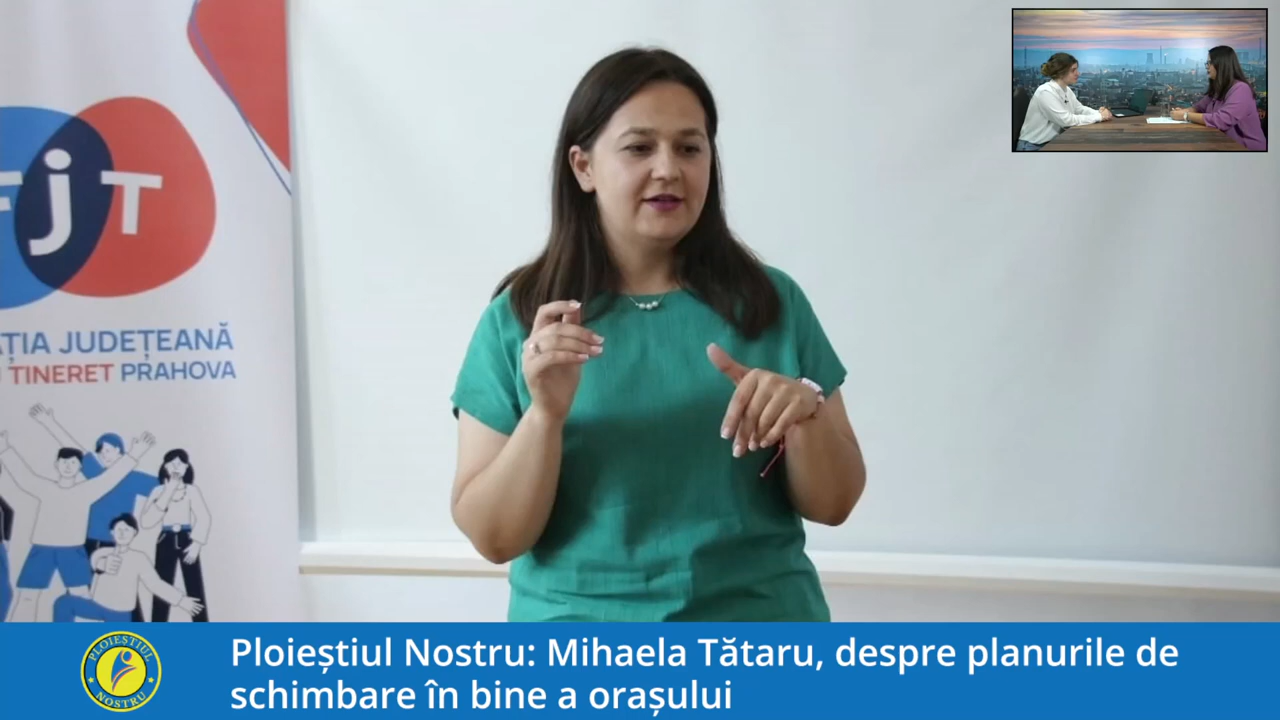 FjT
ȚIA JUDEȚEANĂ
TINERET PRAHOVA
PLOIEȘTIUL
NOSTRU
Ploieștiul Nostru: Mihaela Tătaru, despre planurile de
schimbare în bine a orașului